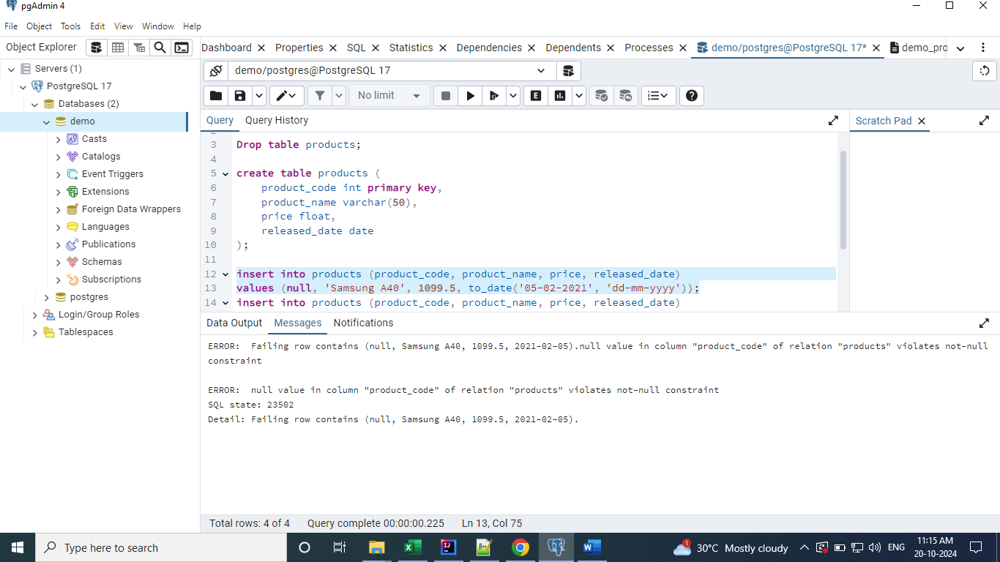 pgAdmin 4
File Object Tools Edit View Window Help
Object Explorer
Dashboard Properties SQL Statistics Dependencies Dependents Processes demo/postgres@PostgreSQL 17* demo_pro
Servers (1)
PostgreSQL 17
Databases (2)
demo
Casts
Catalogs
Event Triggers
Extensions
Foreign Data Wrappers
Languages
Publications
Schemas
Subscriptions
postgres
Login/Group Roles
Tablespaces
demo/postgres@PostgreSQL 17
No limit
E
Query Query History
Scratch Pad
3 Drop table products;
4
5 create table products (
6 product_code int primary key,
7 product_name varchar(50),
8 price float,
9 released_date date
10 );
11
12 insert into products (product_code, product_name, price, released_date)
13 values (null, 'Samsung A40', 1099.5, to_date('05-02-2021', 'dd-mm-yyyy'));
14 insert into products (product_code, product_name, price, released_date)
Data Output Messages Notifications
ERROR:  Failing row contains (null, Samsung A40, 1099.5, 2021-02-05).null value in column "product_code" of relation "products" violates not-null
constraint
ERROR:  null value in column "product_code" of relation "products" violates not-null constraint
SQL state: 23502
Detail: Failing row contains (null, Samsung A40, 1099.5, 2021-02-05).
Total rows: 4 of 4 Query complete 00:00:00.225 Ln 13, Col 75
Type here to search
1
30°C Mostly cloudy
ENG
11:15 AM
20-10-2024